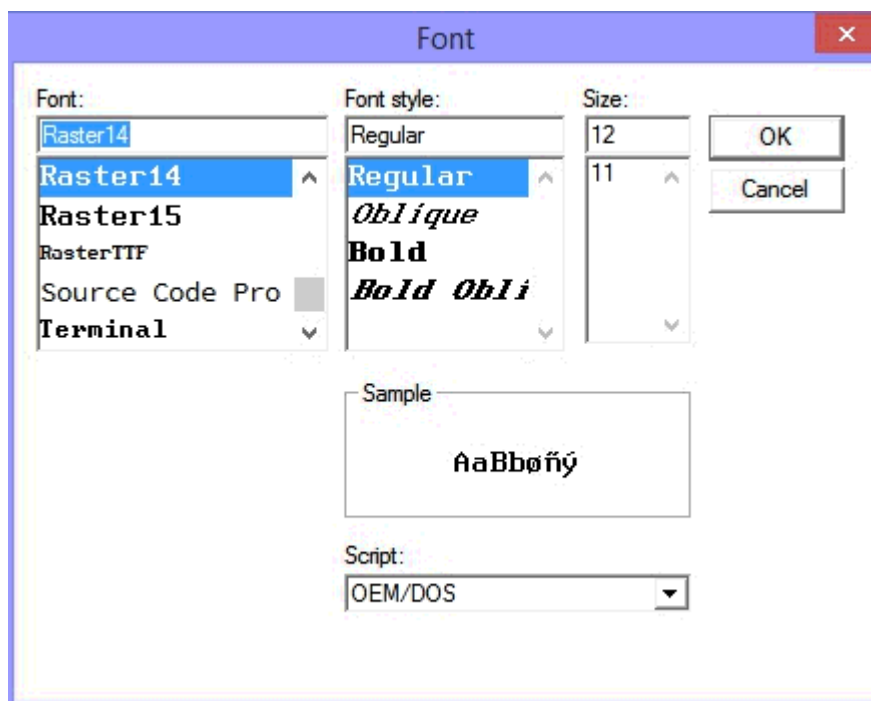 Font
Font:
Raster14
Raster14
Raster15
RasterTTF
Source Code Pro
Terminal
Font style:
Regular
Regular
Oblique
Bold
Bold Obli
Size:
12
11
OK
Cancel
Sample
AaBbøñý
Script:
OEM/DOS